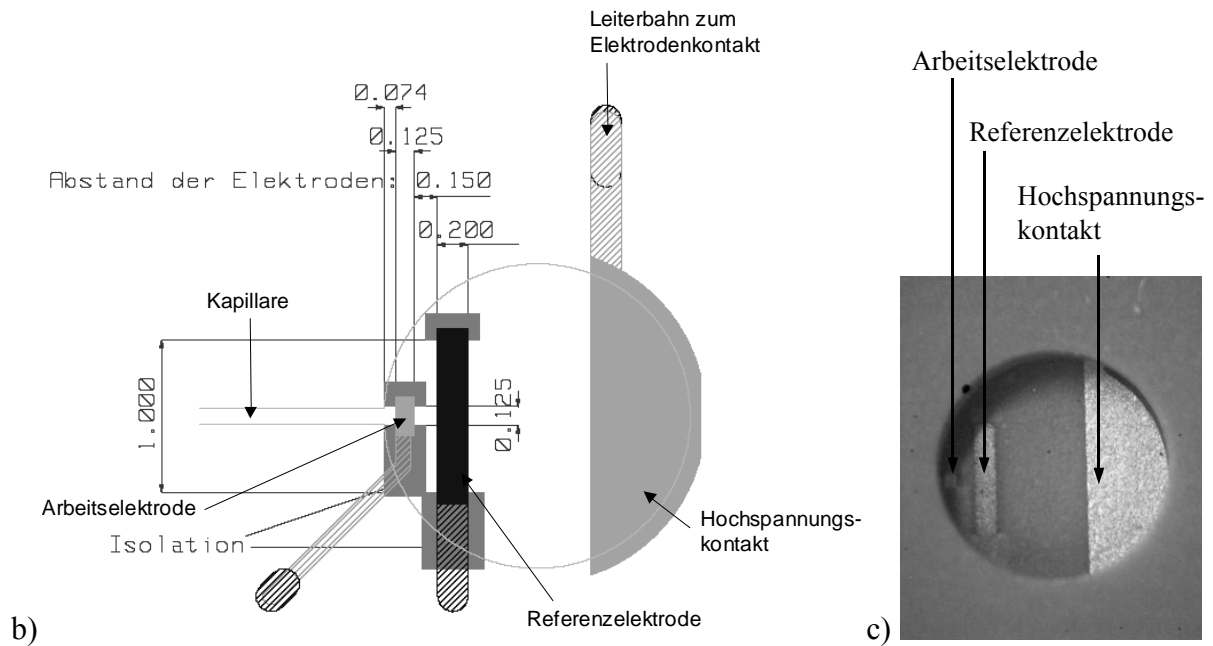 Leiterbahn zum
Elektrodenkontakt
0.074
0.125
Abstand der Elektroden: 0.150
0.200
Kapillare
1.000
0.125
Arbeitselektrode
Isolation
Hochspannungs-
kontakt
Referenzelektrode
b)
Arbeitselektrode
Referenzelektrode
Hochspannungs-
kontakt
c)